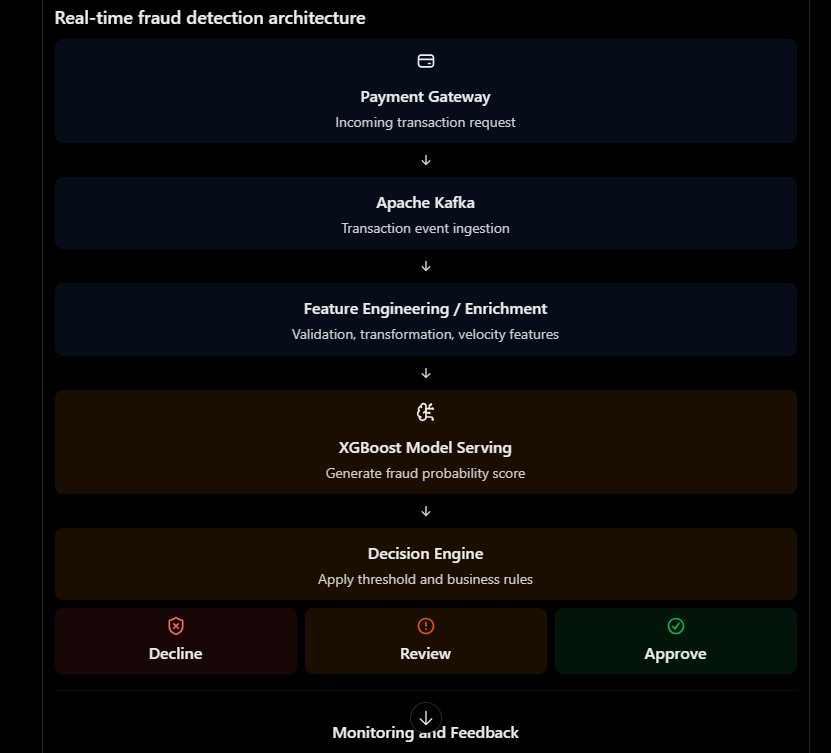 Real-time fraud detection architecture
Payment Gateway
Incoming transaction request
Apache Kafka
Transaction event ingestion
Feature Engineering / Enrichment
Validation, transformation, velocity features
XGBoost Model Serving
Generate fraud probability score
Decision Engine
Apply threshold and business rules
Decline
Review
Approve
Monitoring and Feedback